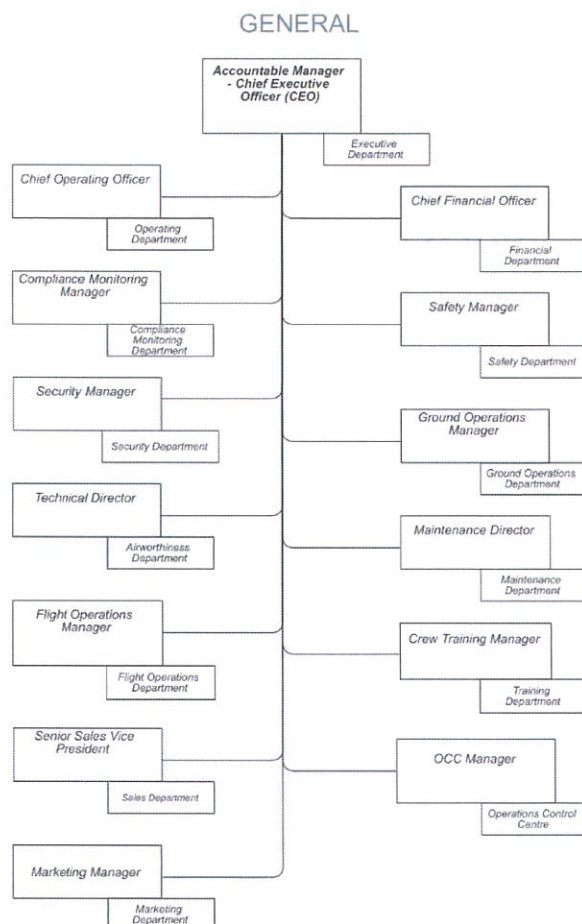 GENERAL
Accountable Manager
- Chief Executive
Officer (CEO)
Executive
Department
Chief Operating Officer
Operating
Department
Chief Financial Officer
Financial
Department
Compliance Monitoring
Manager
Compliance
Monitoring
Department
Safety Manager
Safety Department
Security Manager
Security Department
Ground Operations
Manager
Ground Operations
Department
Technical Director
Airworthiness
Department
Maintenance Director
Maintenance
Department
Flight Operations
Manager
Flight Operations
Department
Crew Training Manager
Training
Department
Senior Sales Vice
President
Sales Department
OCC Manager
Operations Control
Centre
Marketing Manager
Marketing
Department